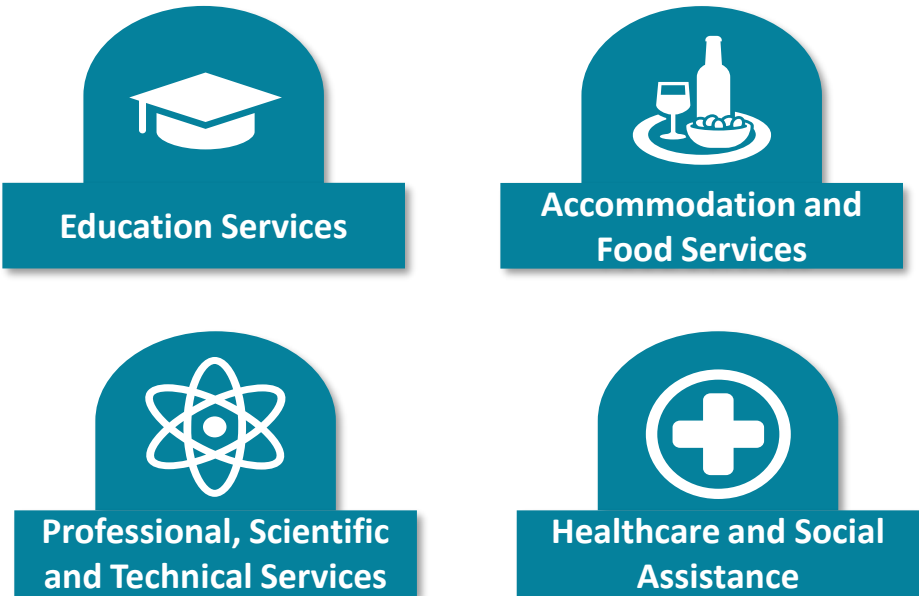 Education Services
Accommodation and
Food Services
Professional, Scientific
and Technical Services
Healthcare and Social
Assistance